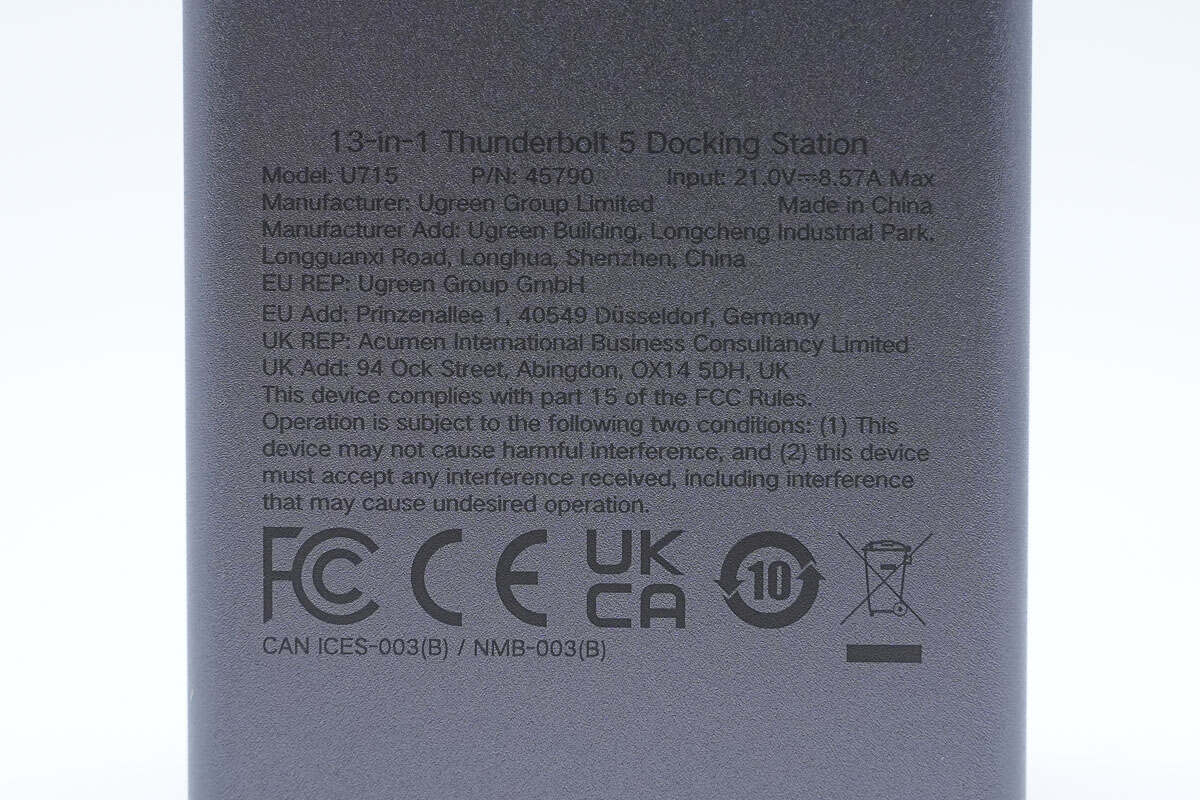 13-in-1 Thunderbolt 5 Docking Station
Model: U715 P/N: 45790 Input: 21.0V⎓8.57A Max
Manufacturer: Ugreen Group Limited Made in China
Manufacturer Add: Ugreen Building, Longcheng Industrial Park,
Longguanxi Road, Longhua, Shenzhen, China
EU REP: Ugreen Group GmbH
EU Add: Prinzenallee 1, 40549 Düsseldorf, Germany
UK REP: Acumen International Business Consultancy Limited
UK Add: 94 Ock Street, Abingdon, OX14 5DH, UK
This device complies with part 15 of the FCC Rules.
Operation is subject to the following two conditions: (1) This
device may not cause harmful interference, and (2) this device
must accept any interference received, including interference
that may cause undesired operation.
FC CE UK CA 10
CAN ICES-003(B) / NMB-003(B)